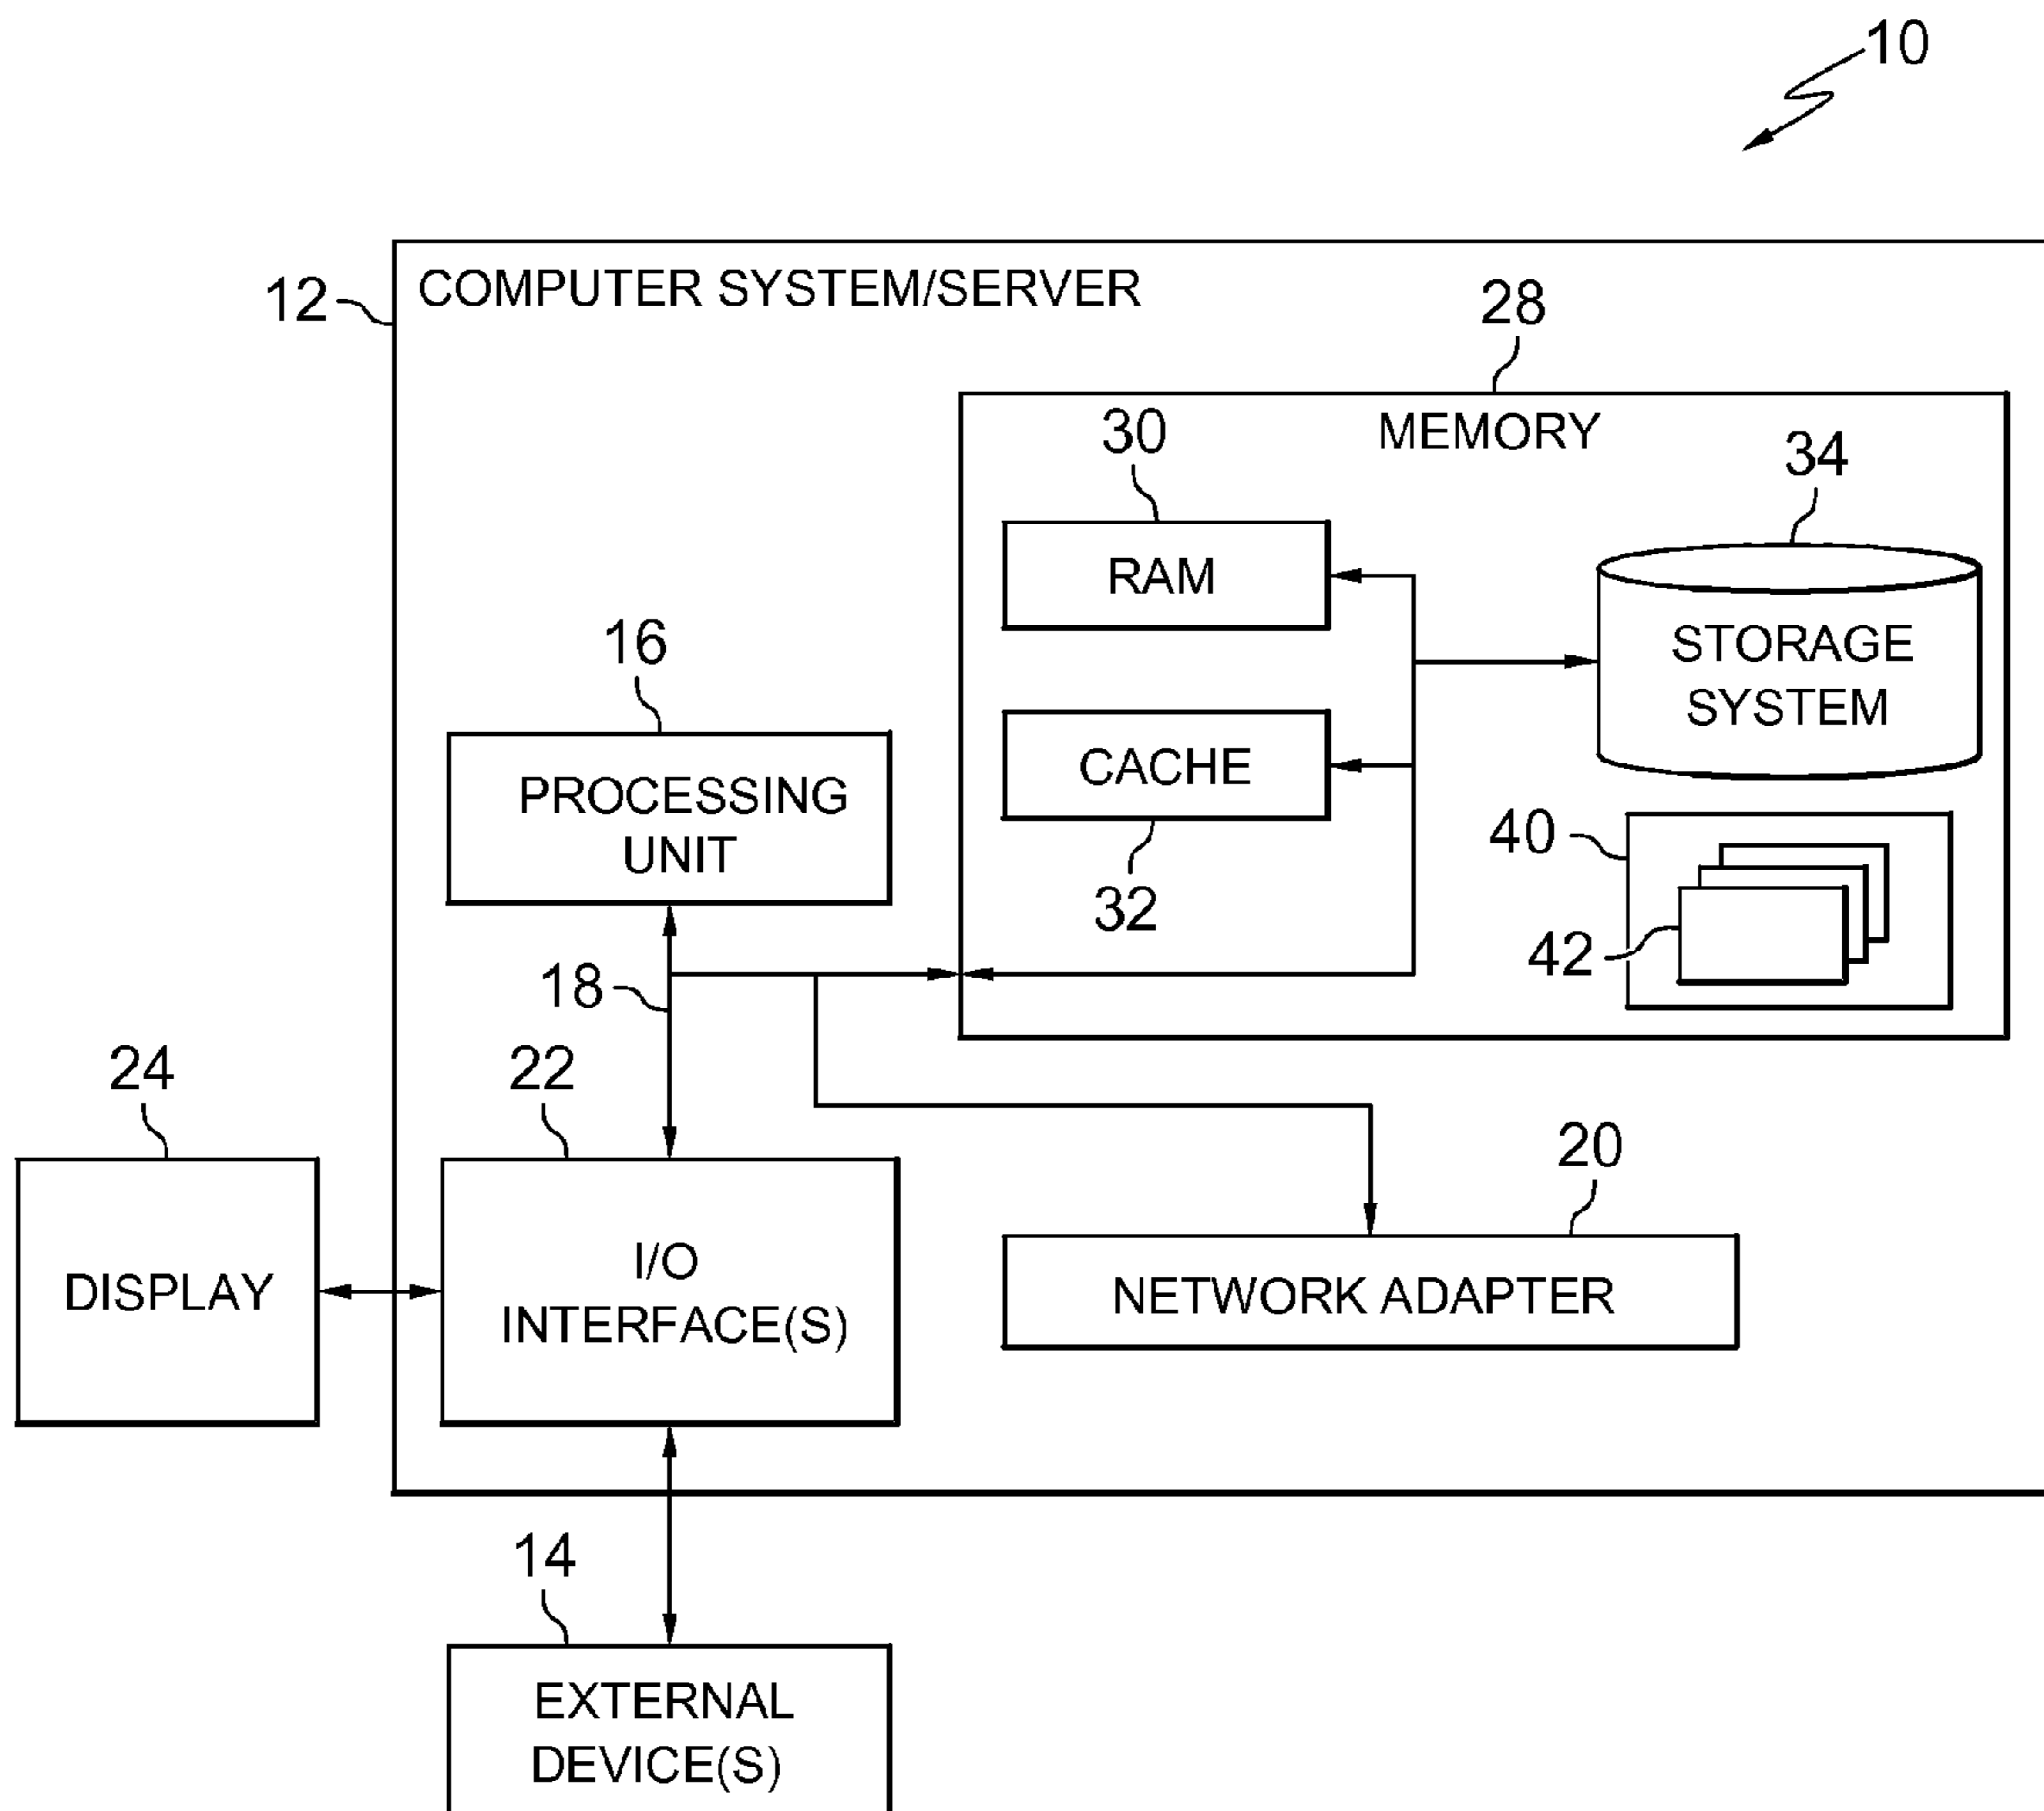 10
12
COMPUTER SYSTEM/SERVER
28
MEMORY
30
34
RAM
STORAGE
SYSTEM
16
PROCESSING
UNIT
CACHE
32
40
42
18
24
22
20
DISPLAY
I/O
INTERFACE(S)
NETWORK ADAPTER
14
EXTERNAL
DEVICE(S)